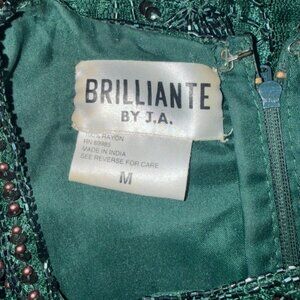 BRILLIANTE
BY J.A.
100% RAYON
RN 69985
MADE IN INDIA
SEE REVERSE FOR CARE
M